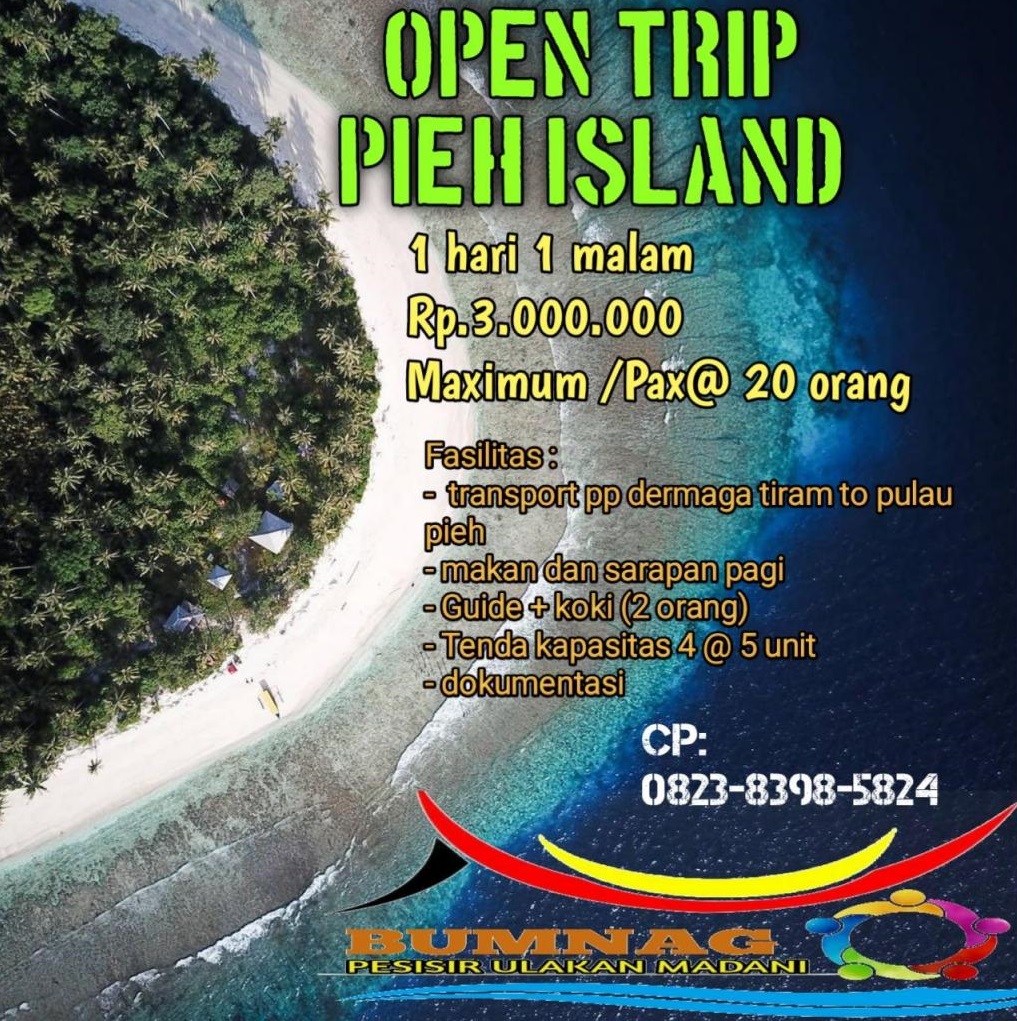 OPEN TRIP
PIEH ISLAND
1 hari 1 malam
Rp.3.000.000
Maximum /Pax@ 20 orang
Fasilitas :
- transport pp dermaga tiram to pulau
pieh
- makan dan sarapan pagi
- Guide + koki (2 orang)
- Tenda kapasitas 4 @ 5 unit
- dokumentasi
CP:
0823-8398-5824
BUMNAG
PESISIR ULAKAN MADANI